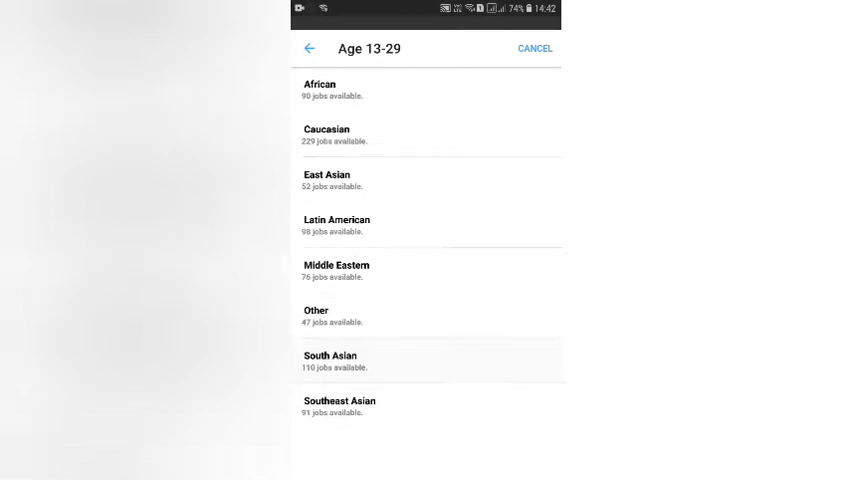 74% 14:42
Age 13-29
CANCEL
African
90 jobs available.
Caucasian
229 jobs available.
East Asian
52 jobs available.
Latin American
98 jobs available.
Middle Eastern
76 jobs available.
Other
47 jobs available.
South Asian
110 jobs available.
Southeast Asian
91 jobs available.